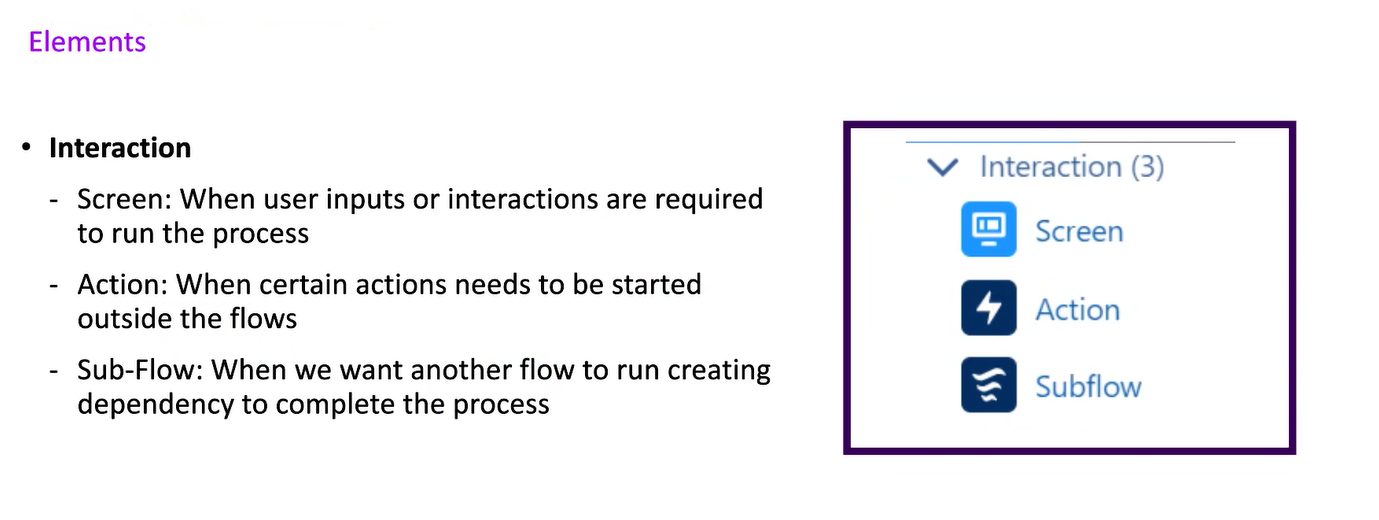 Elements
• Interaction
- Screen: When user inputs or interactions are required
to run the process
- Action: When certain actions needs to be started
outside the flows
- Sub-Flow: When we want another flow to run creating
dependency to complete the process
Interaction (3)
Screen
Action
Subflow